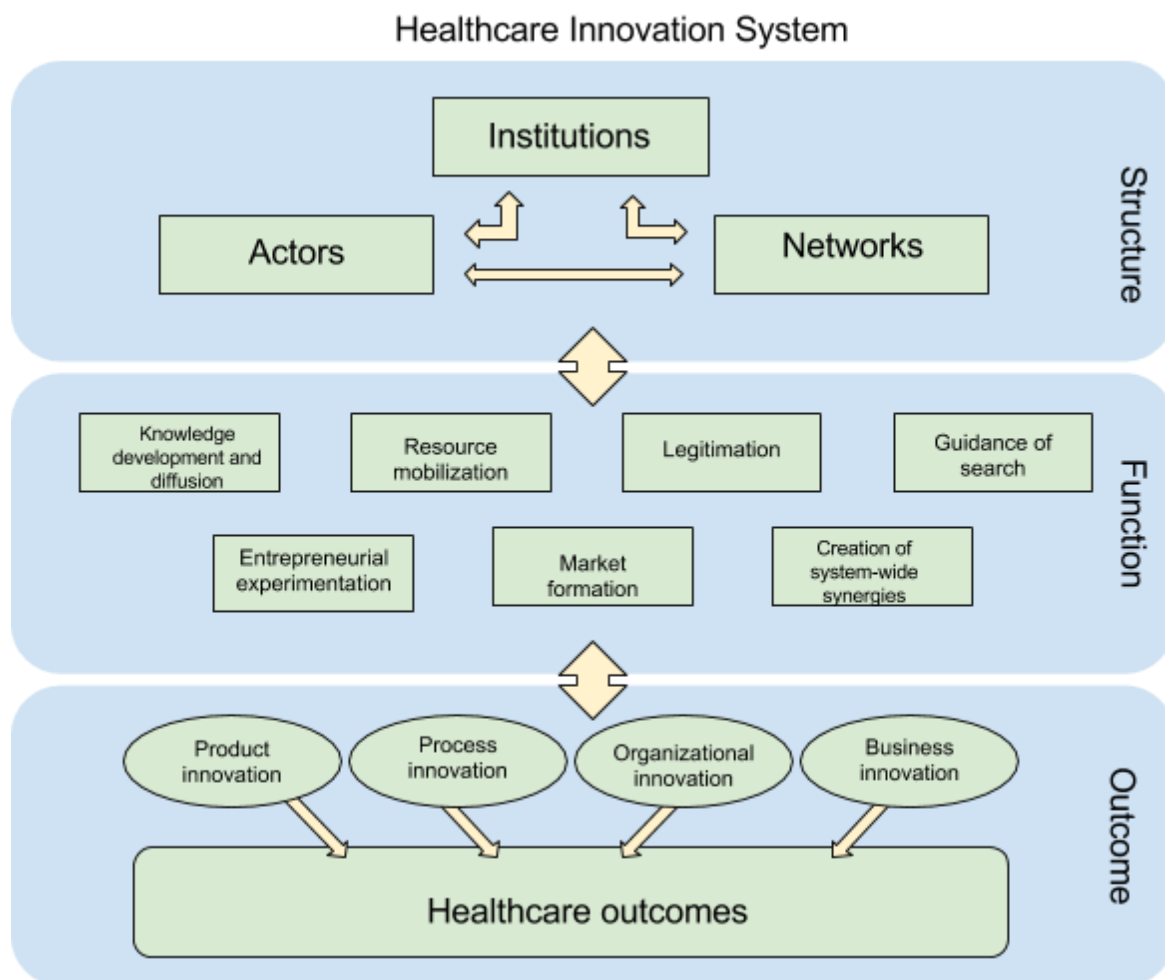 Healthcare Innovation System
Institutions
Actors
Networks
Structure
Knowledge
development and
diffusion
Resource
mobilization
Legitimation
Guidance of
search
Entrepreneurial
experimentation
Market
formation
Creation of
system-wide
synergies
Function
Product
innovation
Process
innovation
Organizational
innovation
Business
innovation
Healthcare outcomes
Outcome